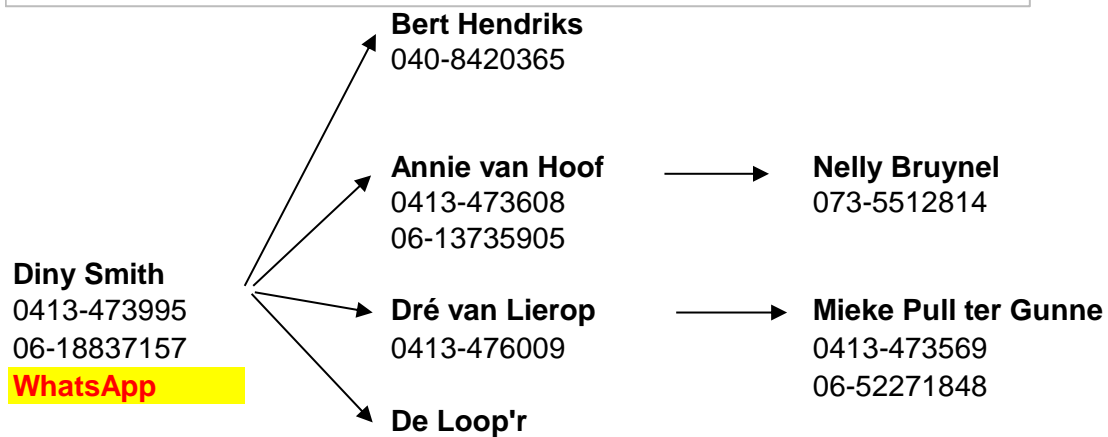 Bert Hendriks
040-8420365
Annie van Hoof
0413-473608
06-13735905
Nelly Bruynel
073-5512814
Diny Smith
0413-473995
06-18837157
WhatsApp
Dré van Lierop
0413-476009
Mieke Pull ter Gunne
0413-473569
06-52271848
De Loop'r